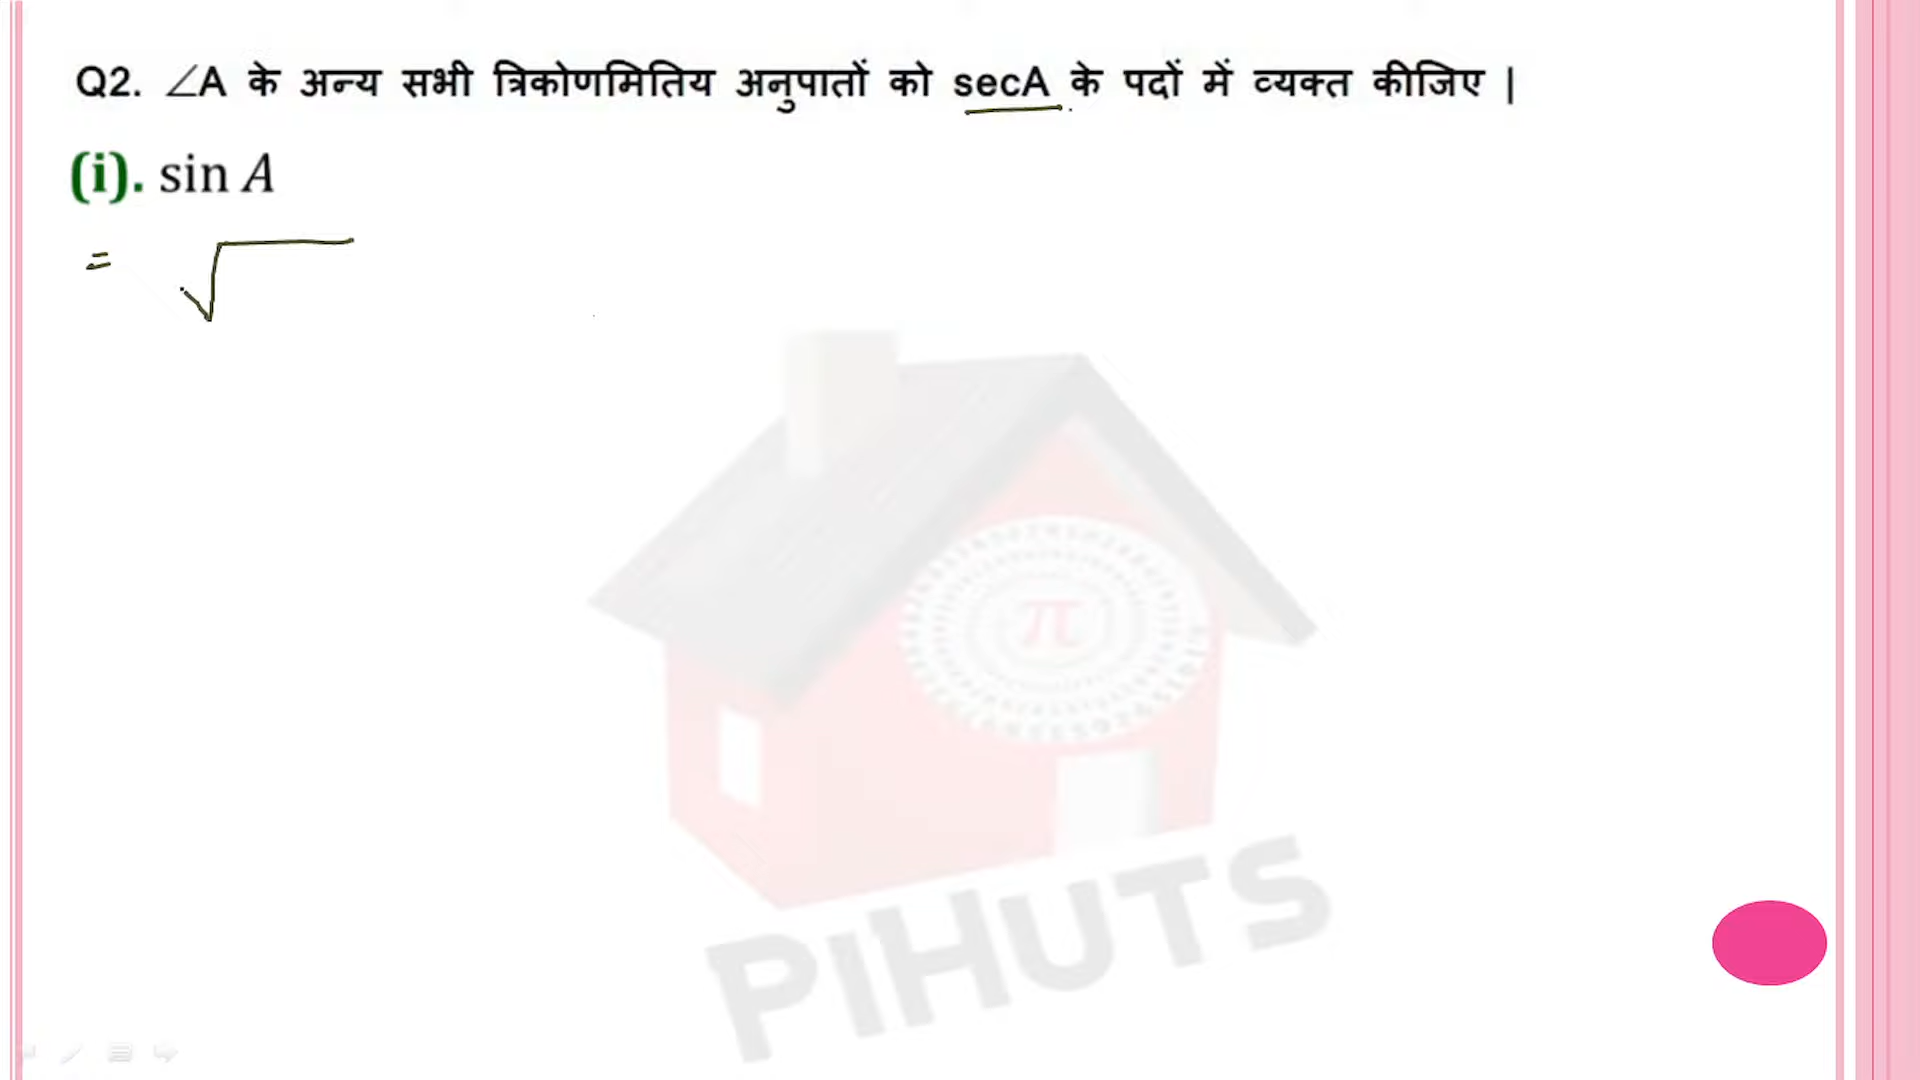 Q2. ∠A के अन्य सभी त्रिकोणमितिय अनुपातों को secA के पदों में व्यक्त कीजिए |
(i). sin A
= √
π
PIHUTS